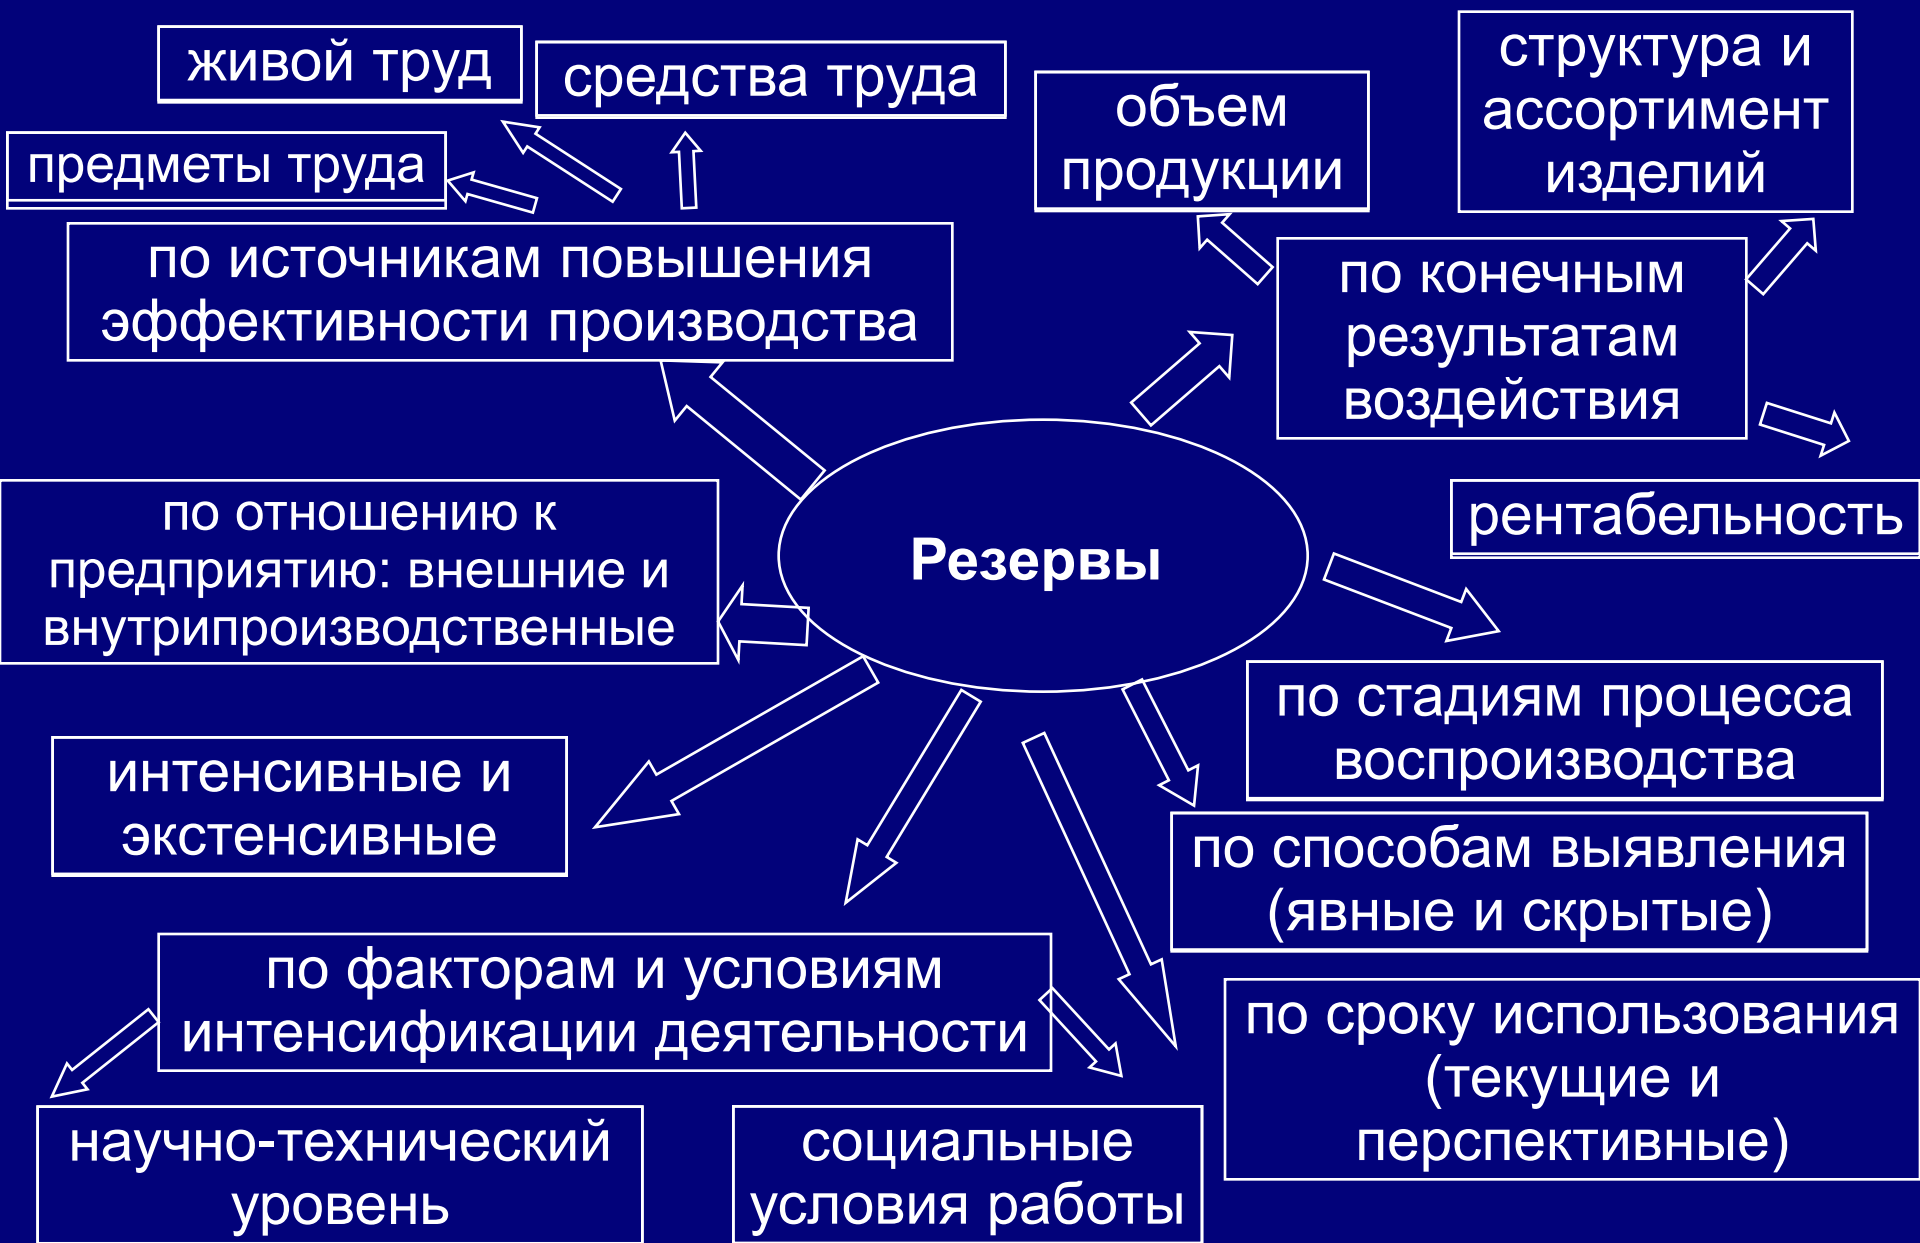 живой труд
средства труда
предметы труда
по источникам повышения
эффективности производства
объем
продукции
структура и
ассортимент
изделий
по конечным
результатам
воздействия
рентабельность
Резервы
по отношению к
предприятию: внешние и
внутрипроизводственные
интенсивные и
экстенсивные
по стадиям процесса
воспроизводства
по способам выявления
(явные и скрытые)
по факторам и условиям
интенсификации деятельности
по сроку использования
(текущие и
перспективные)
научно-технический
уровень
социальные
условия работы